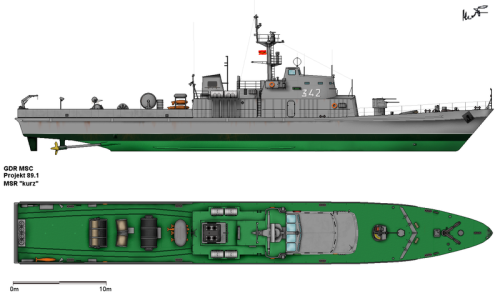 342
GDR MSC
Projekt 89.1
MSR "kurz"
0m 10m